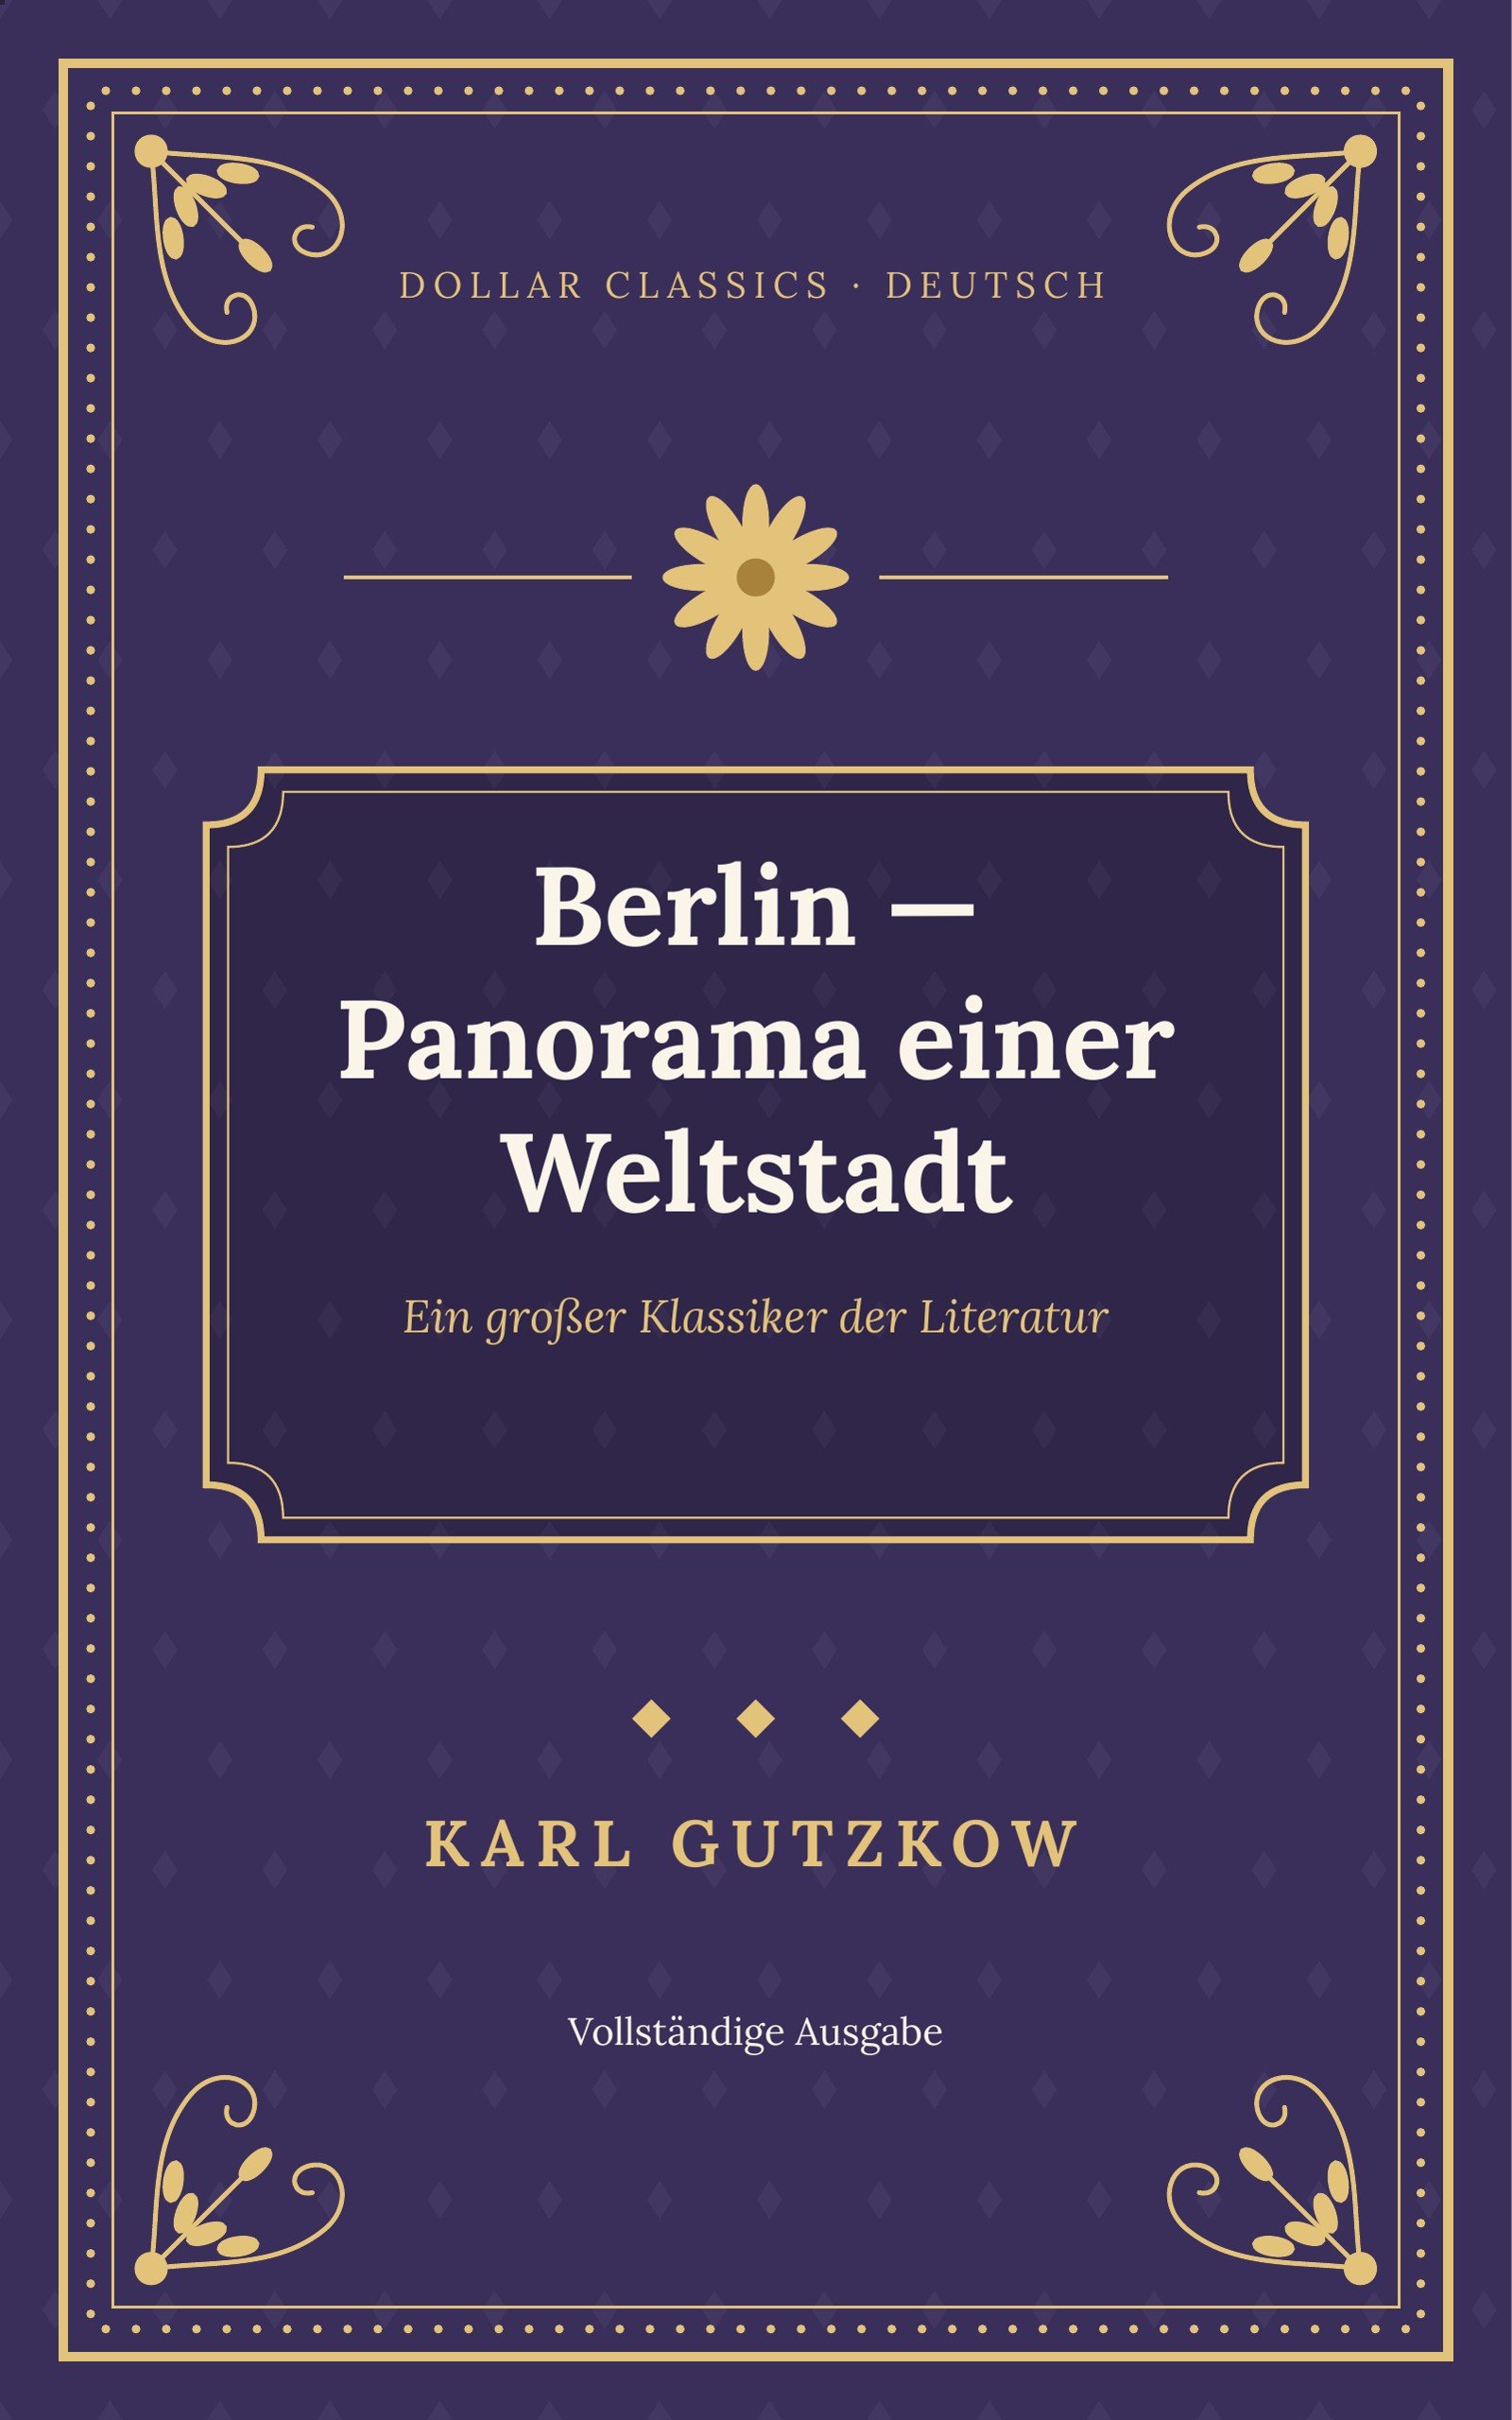 DOLLAR CLASSICS · DEUTSCH
Berlin —
Panorama einer
Weltstadt
Ein großer Klassiker der Literatur
KARL GUTZKOW
Vollständige Ausgabe